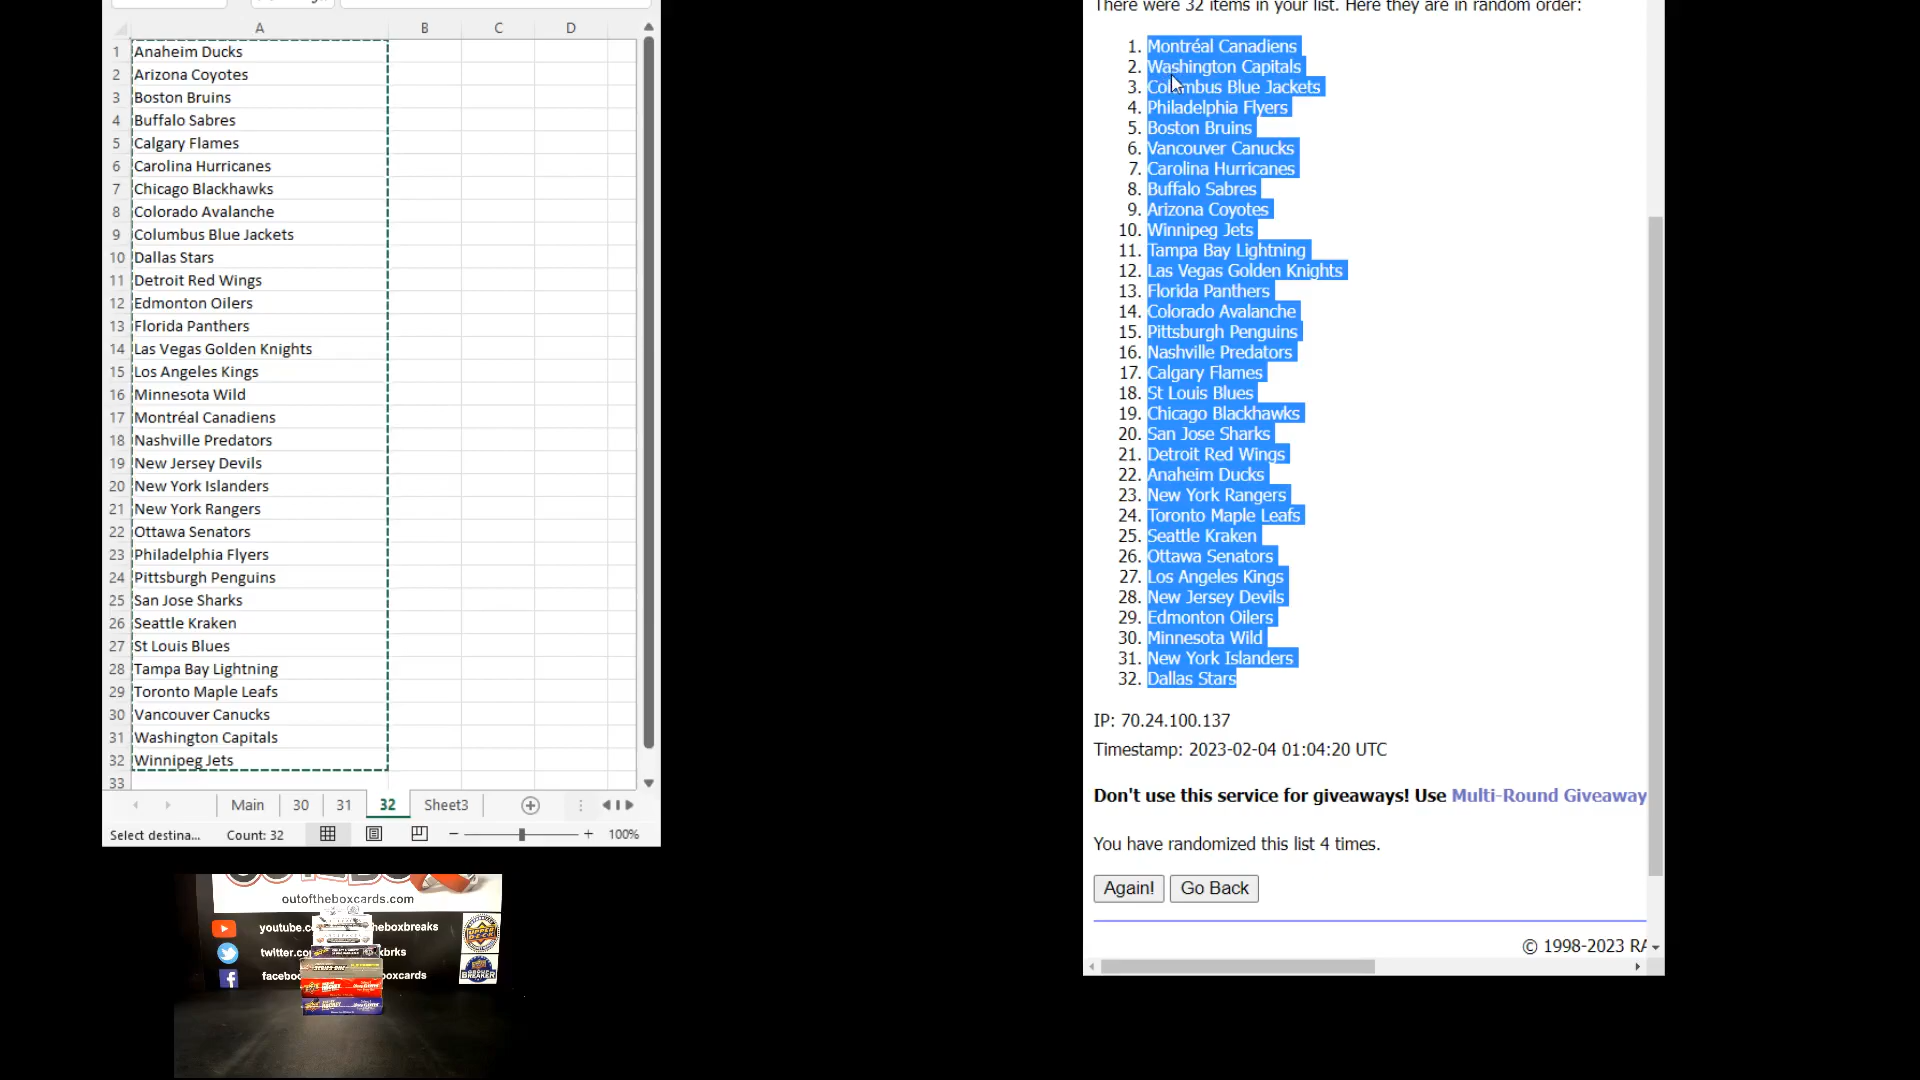 A B C D
1 Anaheim Ducks
2 Arizona Coyotes
3 Boston Bruins
4 Buffalo Sabres
5 Calgary Flames
6 Carolina Hurricanes
7 Chicago Blackhawks
8 Colorado Avalanche
9 Columbus Blue Jackets
10 Dallas Stars
11 Detroit Red Wings
12 Edmonton Oilers
13 Florida Panthers
14 Las Vegas Golden Knights
15 Los Angeles Kings
16 Minnesota Wild
17 Montréal Canadiens
18 Nashville Predators
19 New Jersey Devils
20 New York Islanders
21 New York Rangers
22 Ottawa Senators
23 Philadelphia Flyers
24 Pittsburgh Penguins
25 San Jose Sharks
26 Seattle Kraken
27 St Louis Blues
28 Tampa Bay Lightning
29 Toronto Maple Leafs
30 Vancouver Canucks
31 Washington Capitals
32 Winnipeg Jets
33
Main 30 31 32 Sheet3
Select destina... Count: 32 100%
outoftheboxcards.com
youtube.c heboxbreaks
twitter.co xbrks
faceboo oxcards
There were 32 items in your list. Here they are in random order:
1. Montréal Canadiens
2. Washington Capitals
3. Columbus Blue Jackets
4. Philadelphia Flyers
5. Boston Bruins
6. Vancouver Canucks
7. Carolina Hurricanes
8. Buffalo Sabres
9. Arizona Coyotes
10. Winnipeg Jets
11. Tampa Bay Lightning
12. Las Vegas Golden Knights
13. Florida Panthers
14. Colorado Avalanche
15. Pittsburgh Penguins
16. Nashville Predators
17. Calgary Flames
18. St Louis Blues
19. Chicago Blackhawks
20. San Jose Sharks
21. Detroit Red Wings
22. Anaheim Ducks
23. New York Rangers
24. Toronto Maple Leafs
25. Seattle Kraken
26. Ottawa Senators
27. Los Angeles Kings
28. New Jersey Devils
29. Edmonton Oilers
30. Minnesota Wild
31. New York Islanders
32. Dallas Stars
IP: 70.24.100.137
Timestamp: 2023-02-04 01:04:20 UTC
Don't use this service for giveaways! Use Multi-Round Giveaway
You have randomized this list 4 times.
Again! Go Back
© 1998-2023 RA